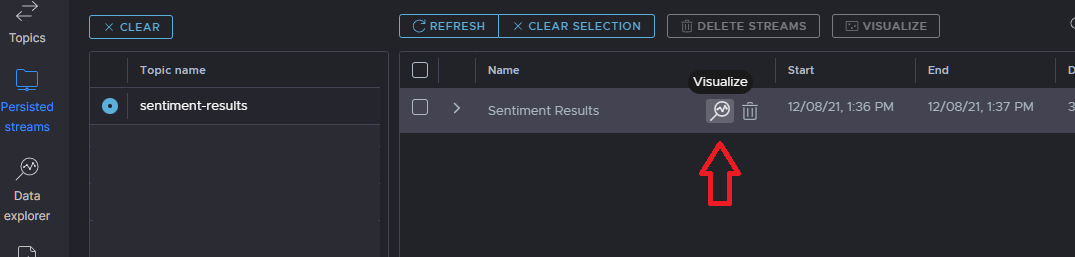 Topics
Persisted
streams
Data
explorer
CLEAR
Topic name
sentiment-results
REFRESH
CLEAR SELECTION
DELETE STREAMS
VISUALIZE
Name
Start
End
D
Visualize
Sentiment Results
12/08/21, 1:36 PM
12/08/21, 1:37 PM
3